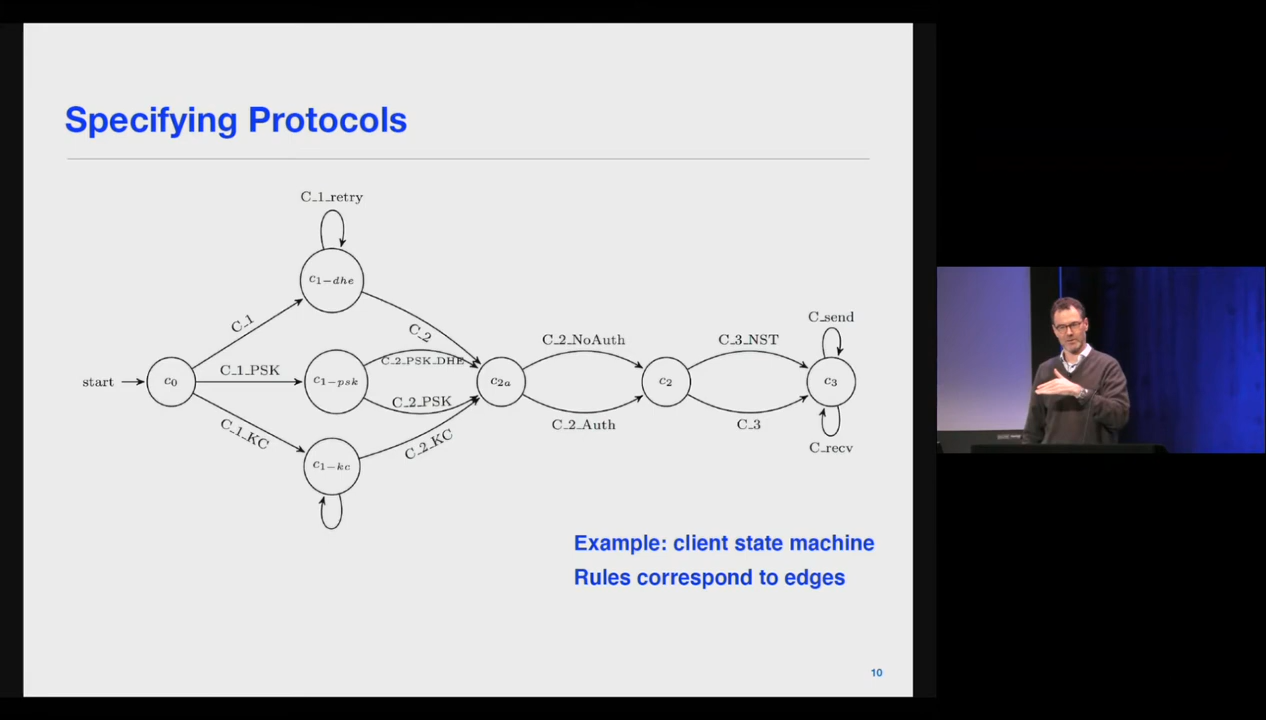 Specifying Protocols
C_1_retry
c1−dhe
C_1
C_2
C_send
C_2_NoAuth
C_3_NST
C_2_PSK_DHE
start
c0
C_1_PSK
c1−psk
c2a
c2
c3
C_2_PSK
C_2_Auth
C_3
C_1_KC
C_2_KC
C_recv
c1−kc
Example: client state machine
Rules correspond to edges
10